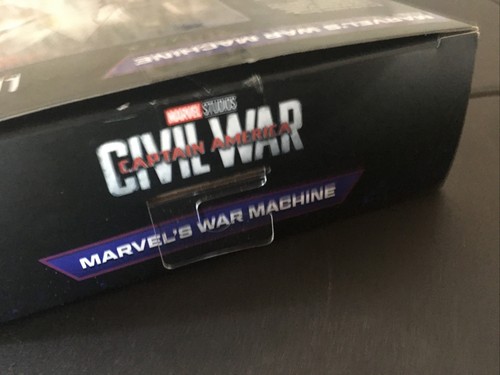 MARVEL'S WAR MACHINE
MARVEL STUDIOS
CAPTAIN AMERICA
CIVIL WAR
MARVEL'S WAR MACHINE